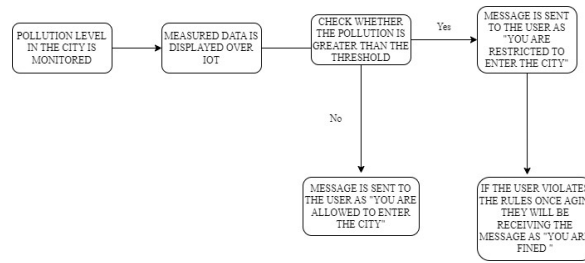 POLLUTION LEVEL
IN THE CITY IS
MONITORED
MEASURED DATA IS
DISPLAYED OVER
IOT
CHECK WHETHER
THE POLLUTION IS
GREATER THAN THE
THRESHOLD
Yes
MESSAGE IS SENT
TO THE USER AS
"YOU ARE
RESTRICTED TO
ENTER THE CITY"
No
MESSAGE IS SENT TO
THE USER AS "YOU ARE
ALLOWED TO ENTER
THE CITY"
IF THE USER VIOLATES
THE RULES ONCE AGIN
THEY WILL BE
RECEIVING THE
MESSAGE AS "YOU ARE
FINED "